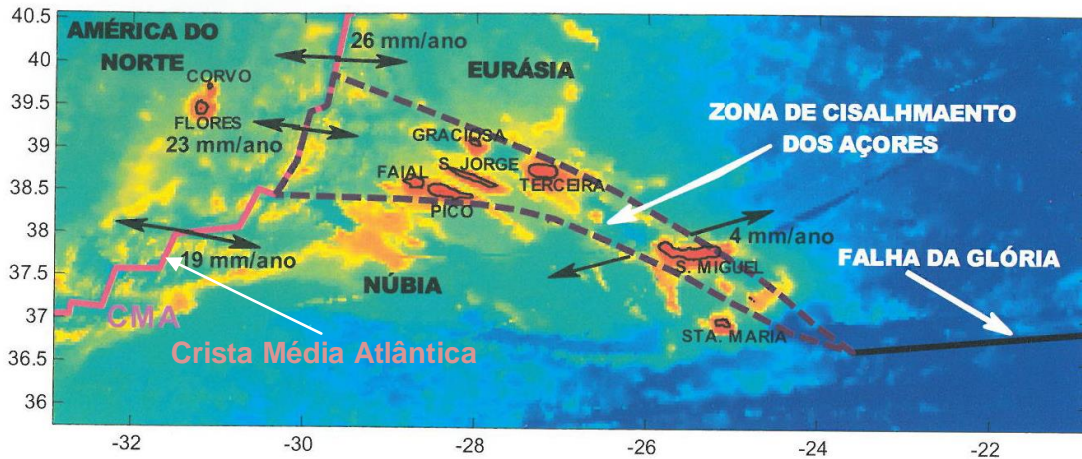 40.5
40
39.5
39
38.5
38
37.5
37
36.5
36
-32
-30
-28
-26
-24
-22
AMÉRICA DO
NORTE
CORVO
FLORES
26 mm/ano
EURÁSIA
23 mm/ano
GRACIOSA
S. JORGE
FAIAL
TERCEIRA
PICO
ZONA DE CISALHMAENTO
DOS AÇORES
4 mm/ano
19 mm/ano
NÚBIA
S. MIGUEL
FALHA DA GLÓRIA
CMA
Crista Média Atlântica
STA. MARIA